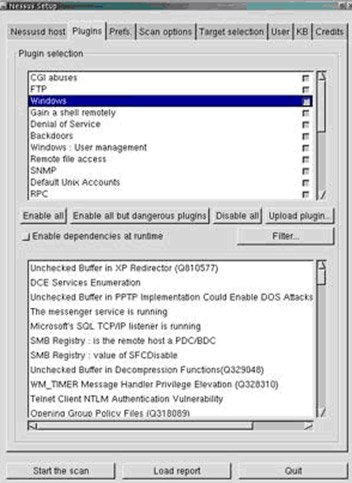 Nessus Setup
Nessusd host Plugins Prefs. Scan options Target selection User KB Credits
Plugin selection
CGI abuses
FTP
Windows
Gain a shell remotely
Denial of Service
Backdoors
Windows : User management
Remote file access
SNMP
Default Unix Accounts
RPC
Enable all Enable all but dangerous plugins Disable all Upload plugin...
Enable dependencies at runtime Filter...
Unchecked Buffer in XP Redirector (Q810577)
DCE Services Enumeration
Unchecked Buffer in PPTP Implementation Could Enable DOS Attacks
The messenger service is running
Microsoft's SQL TCP/IP listener is running
SMB Registry : is the remote host a PDC/BDC
SMB Registry : value of SFCDisable
Unchecked Buffer in Decompression Functions(Q329048)
WM_TIMER Message Handler Privilege Elevation (Q328310)
Telnet Client NTLM Authentication Vulnerability
Opening Group Policy Files (Q318089)
Start the scan Load report Quit